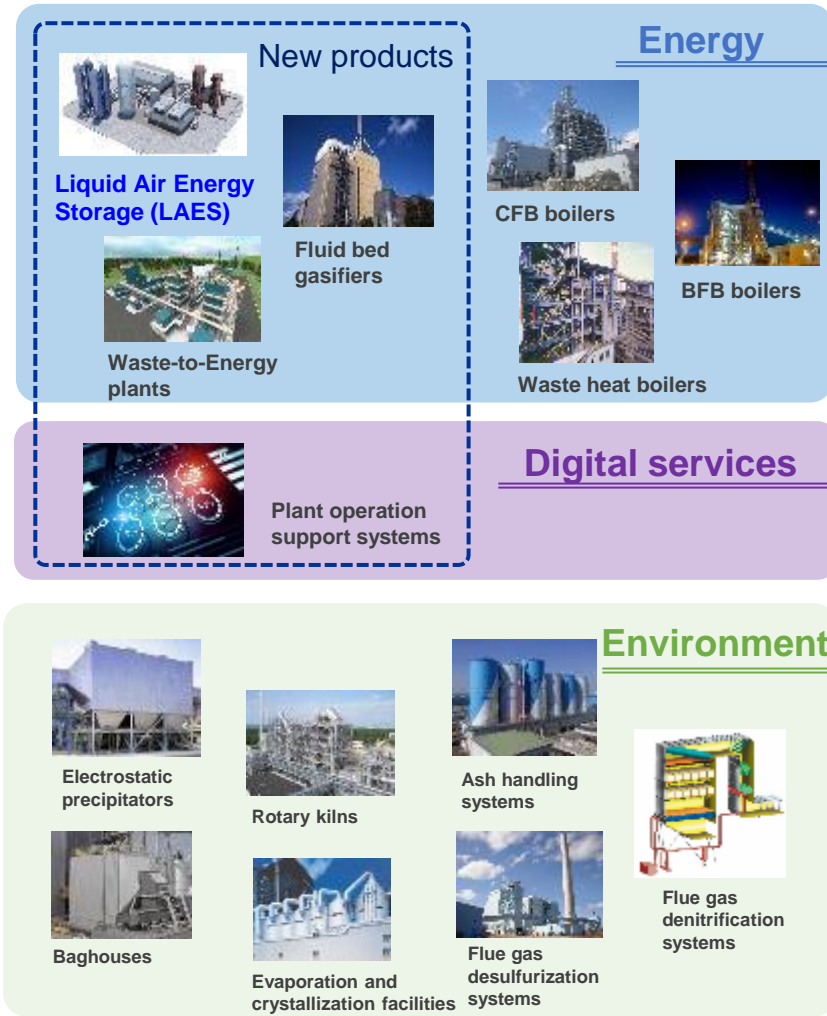 New products
Energy
Liquid Air Energy
Storage (LAES)
Fluid bed
gasifiers
CFB boilers
BFB boilers
Waste-to-Energy
plants
Waste heat boilers
Digital services
Plant operation
support systems
Environment
Electrostatic
precipitators
Rotary kilns
Ash handling
systems
Flue gas
denitrification
systems
Baghouses
Evaporation and
crystallization facilities
Flue gas
desulfurization
systems